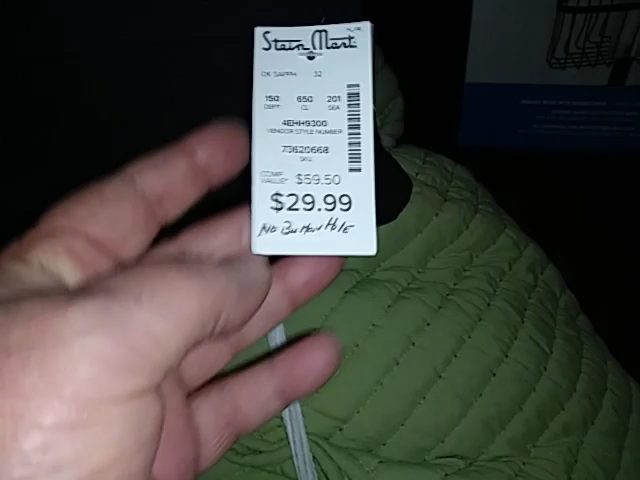 Stein Mart
DK SAPPH 32
150 650 201
DEPT CL SEA
4EHH9300
VENDOR STYLE NUMBER
73620668
SKU
COMP. VALUE* $59.50
$29.99
No Button Hole